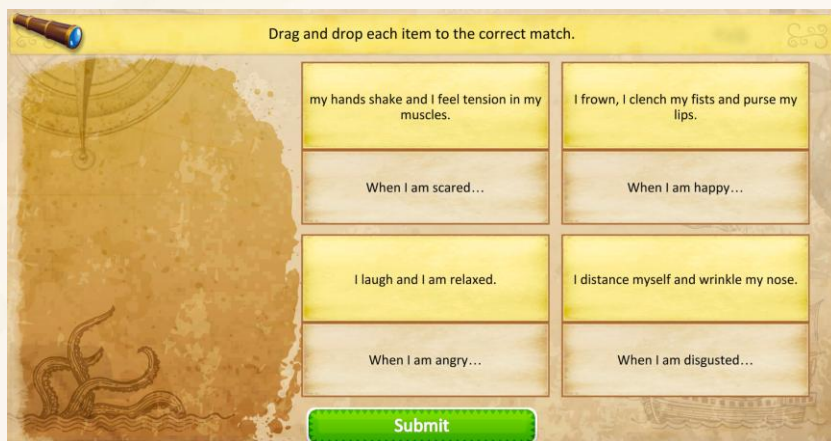 Drag and drop each item to the correct match.
my hands shake and I feel tension in my
muscles.
When I am scared…
I frown, I clench my fists and purse my
lips.
When I am happy…
I laugh and I am relaxed.
When I am angry…
I distance myself and wrinkle my nose.
When I am disgusted…
Submit